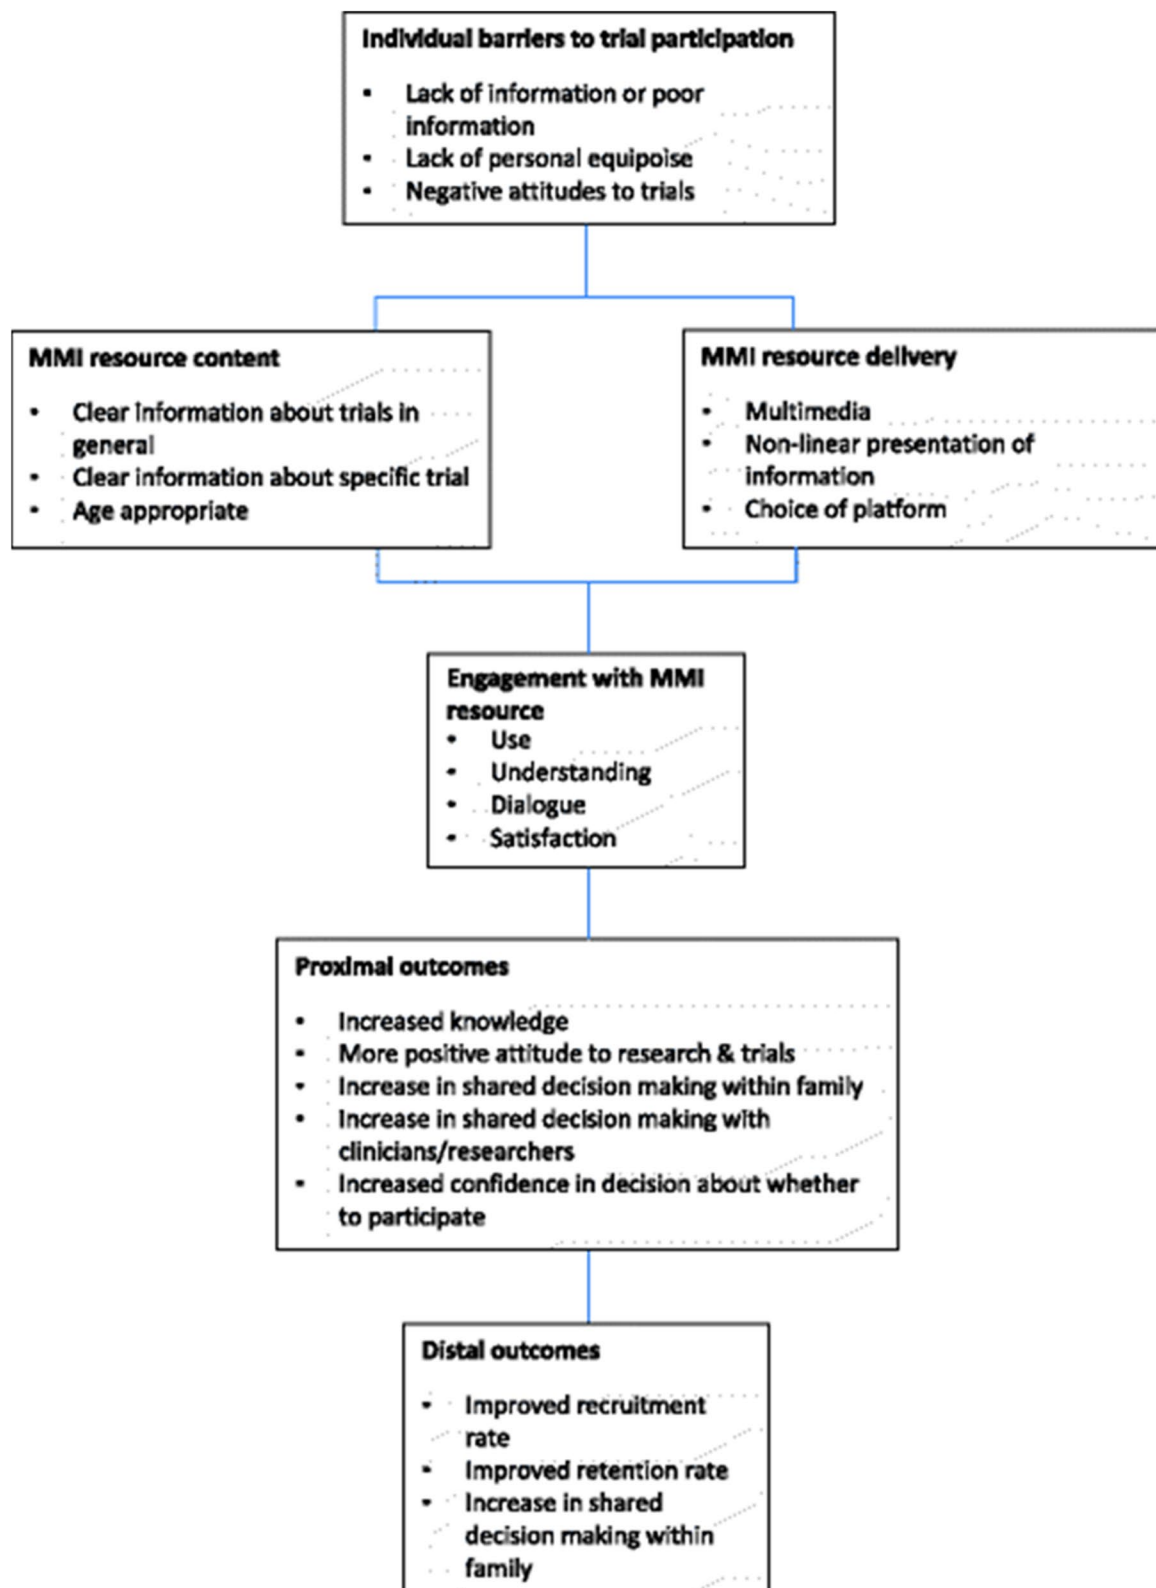 Individual barriers to trial participation
▪ Lack of information or poor
information
▪ Lack of personal equipoise
▪ Negative attitudes to trials
MMI resource content
• Clear information about trials in
general
• Clear information about specific trial
• Age appropriate
MMI resource delivery
• Multimedia
• Non-linear presentation of
information
• Choice of platform
Engagement with MMI
resource
• Use
• Understanding
• Dialogue
• Satisfaction
Proximal outcomes
• Increased knowledge
• More positive attitude to research & trials
• Increase in shared decision making within family
• Increase in shared decision making with
clinicians/researchers
• Increased confidence in decision about whether
to participate
Distal outcomes
• Improved recruitment
rate
• Improved retention rate
• Increase in shared
decision making within
family